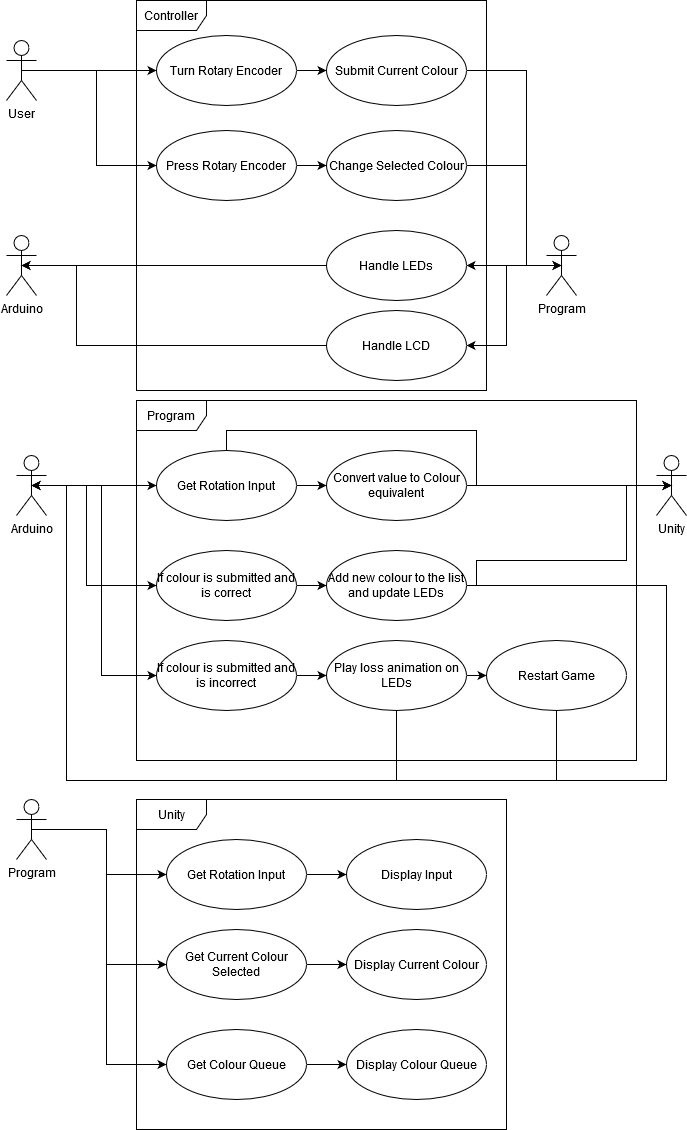 Controller
Turn Rotary Encoder
Submit Current Colour
User
Press Rotary Encoder
Change Selected Colour
Handle LEDs
Arduino
Program
Handle LCD
Program
Get Rotation Input
Convert value to Colour
equivalent
Arduino
Unity
If colour is submitted and
is correct
Add new colour to the list
and update LEDs
If colour is submitted and
is incorrect
Play loss animation on
LEDs
Restart Game
Unity
Program
Get Rotation Input
Display Input
Get Current Colour
Selected
Display Current Colour
Get Colour Queue
Display Colour Queue